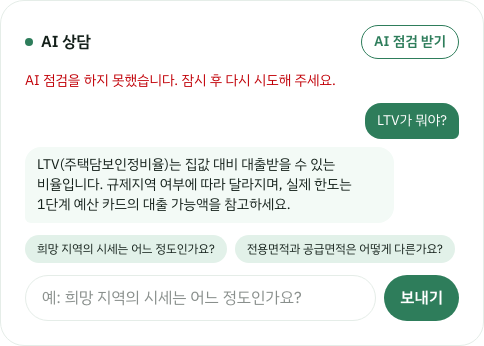 AI 상담
AI 점검 받기
AI 점검을 하지 못했습니다. 잠시 후 다시 시도해 주세요.
LTV가 뭐야?
LTV(주택담보인정비율)는 집값 대비 대출받을 수 있는
비율입니다. 규제지역 여부에 따라 달라지며, 실제 한도는
1단계 예산 카드의 대출 가능액을 참고하세요.
희망 지역의 시세는 어느 정도인가요?
전용면적과 공급면적은 어떻게 다른가요?
예: 희망 지역의 시세는 어느 정도인가요?
보내기